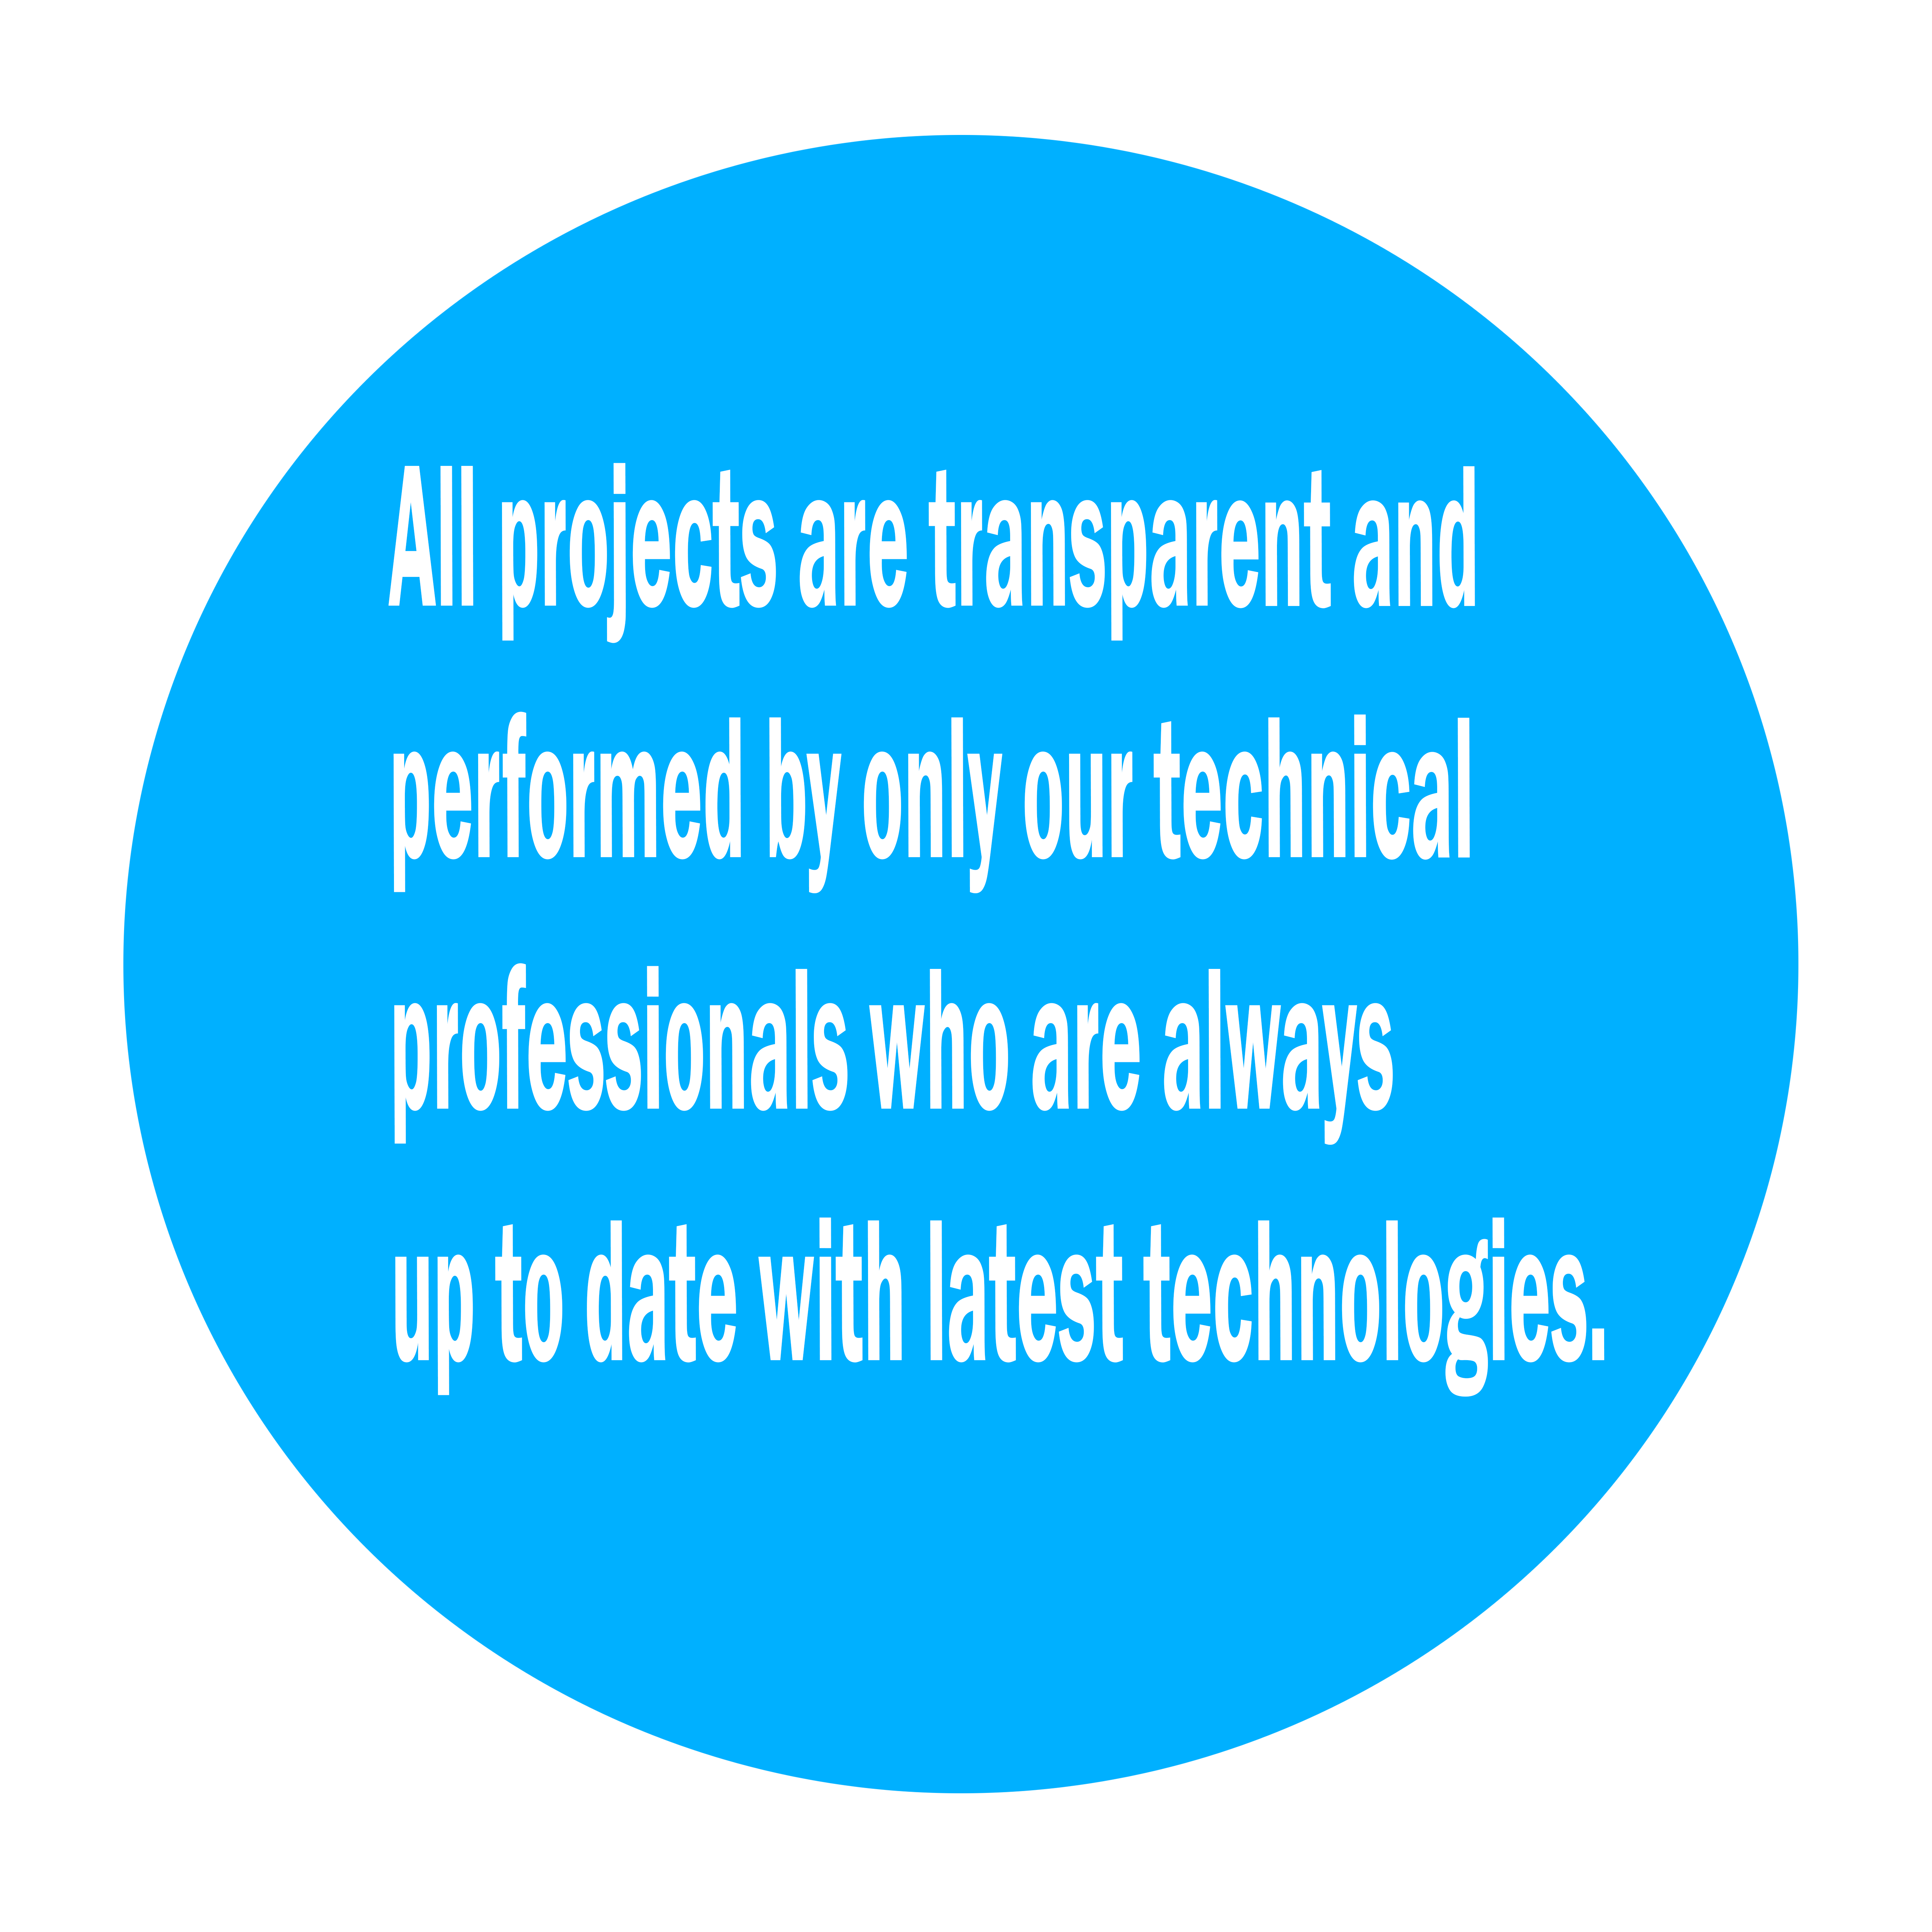 All projects are transparent and
performed by only our technical
professionals who are always
up to date with latest technologies.